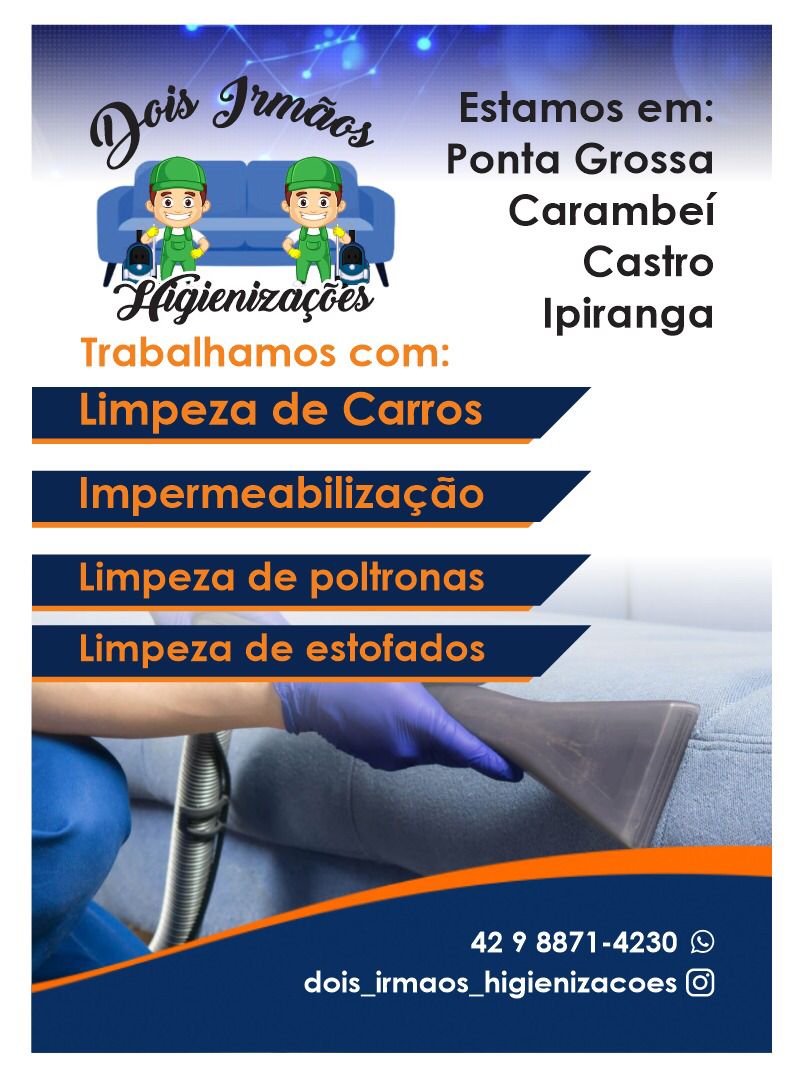 Dois Irmãos
Higienizações
Estamos em:
Ponta Grossa
Carambeí
Castro
Ipiranga
Trabalhamos com:
Limpeza de Carros
Impermeabilização
Limpeza de poltronas
Limpeza de estofados
42 9 8871-4230
dois_irmaos_higienizacoes